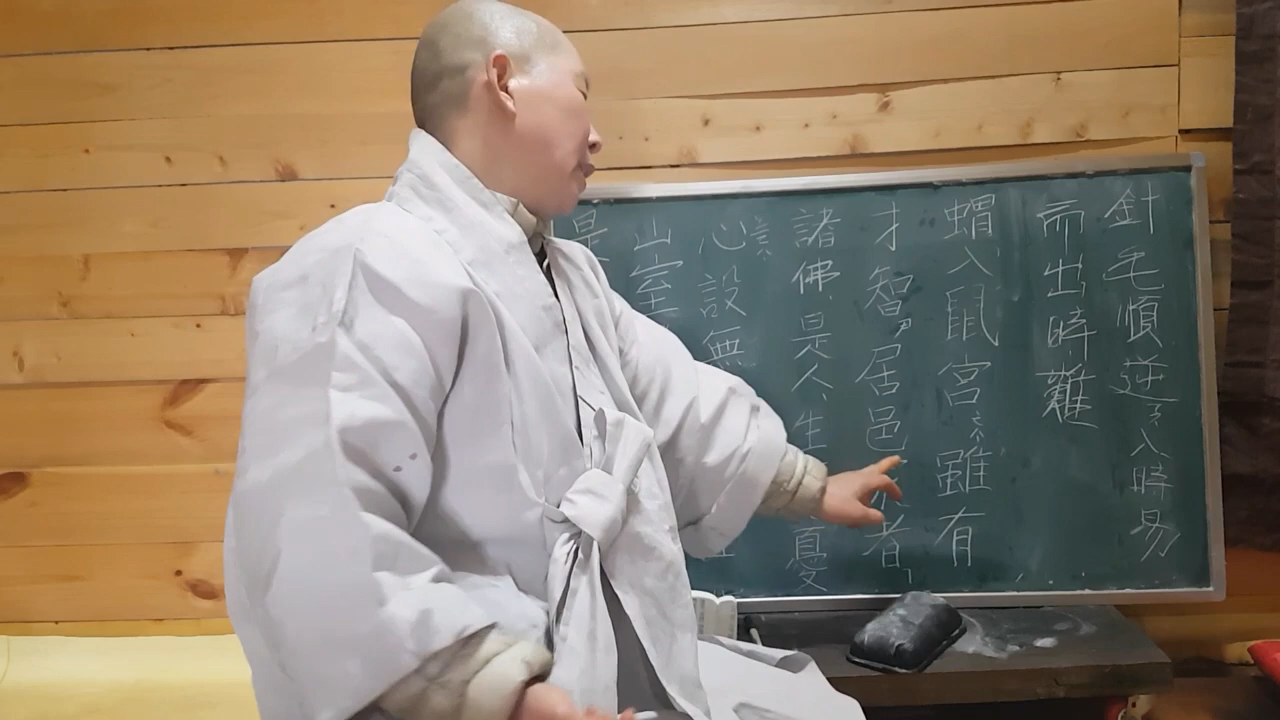 針毛順逆入時易
而出時難
蝟入鼠宮雖有
才智居邑者
諸佛是人生憂
心設無
山室
是